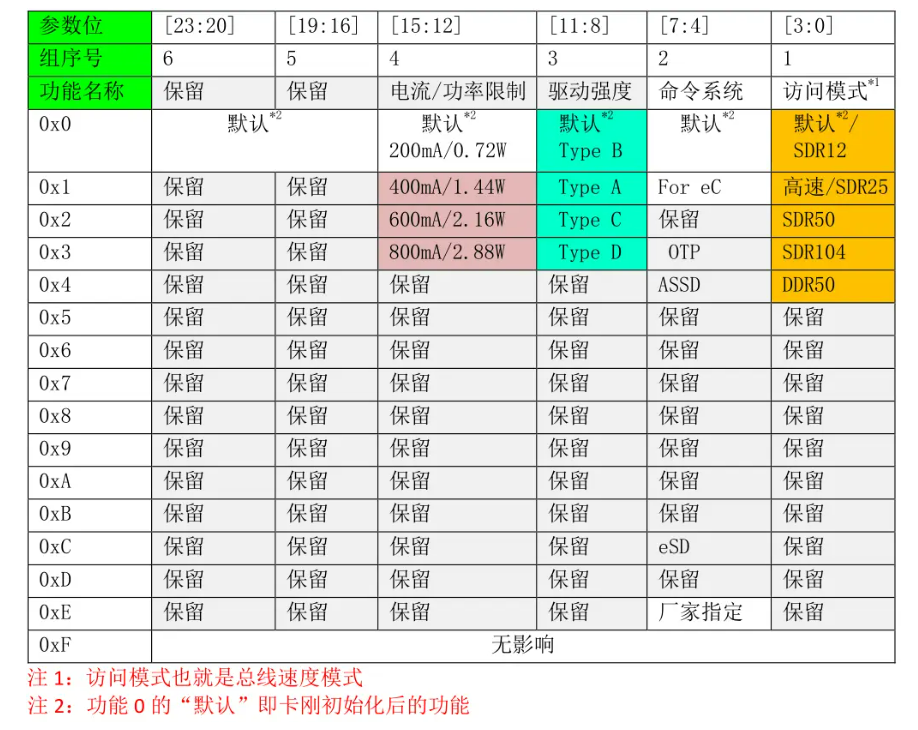 参数位 [23:20] [19:16] [15:12] [11:8] [7:4] [3:0]
组序号 6 5 4 3 2 1
功能名称 保留 保留 电流/功率限制 驱动强度 命令系统 访问模式*1
0x0 默认*2 默认*2 默认*2 默认*2 默认*2/
200mA/0.72W Type B SDR12
0x1 保留 保留 400mA/1.44W Type A For eC 高速/SDR25
0x2 保留 保留 600mA/2.16W Type C 保留 SDR50
0x3 保留 保留 800mA/2.88W Type D OTP SDR104
0x4 保留 保留 保留 保留 ASSD DDR50
0x5 保留 保留 保留 保留 保留 保留
0x6 保留 保留 保留 保留 保留 保留
0x7 保留 保留 保留 保留 保留 保留
0x8 保留 保留 保留 保留 保留 保留
0x9 保留 保留 保留 保留 保留 保留
0xA 保留 保留 保留 保留 保留 保留
0xB 保留 保留 保留 保留 保留 保留
0xC 保留 保留 保留 保留 eSD 保留
0xD 保留 保留 保留 保留 保留 保留
0xE 保留 保留 保留 保留 厂家指定 保留
0xF 无影响
注 1：访问模式也就是总线速度模式
注 2：功能 0 的“默认”即卡刚初始化后的功能